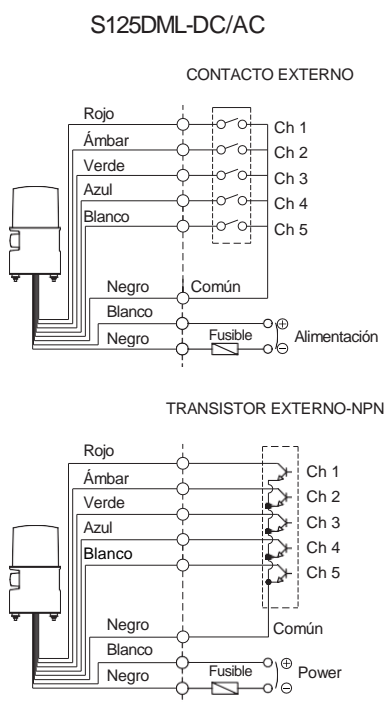 S125DML-DC/AC
CONTACTO EXTERNO
Rojo
Ch 1
Ámbar
Ch 2
Verde
Ch 3
Azul
Ch 4
Blanco
Ch 5
Negro
Común
Blanco
Negro
Fusible
Alimentación
TRANSISTOR EXTERNO-NPN
Rojo
Ch 1
Ámbar
Ch 2
Verde
Ch 3
Azul
Ch 4
Blanco
Ch 5
Negro
Común
Blanco
Negro
Fusible
Power